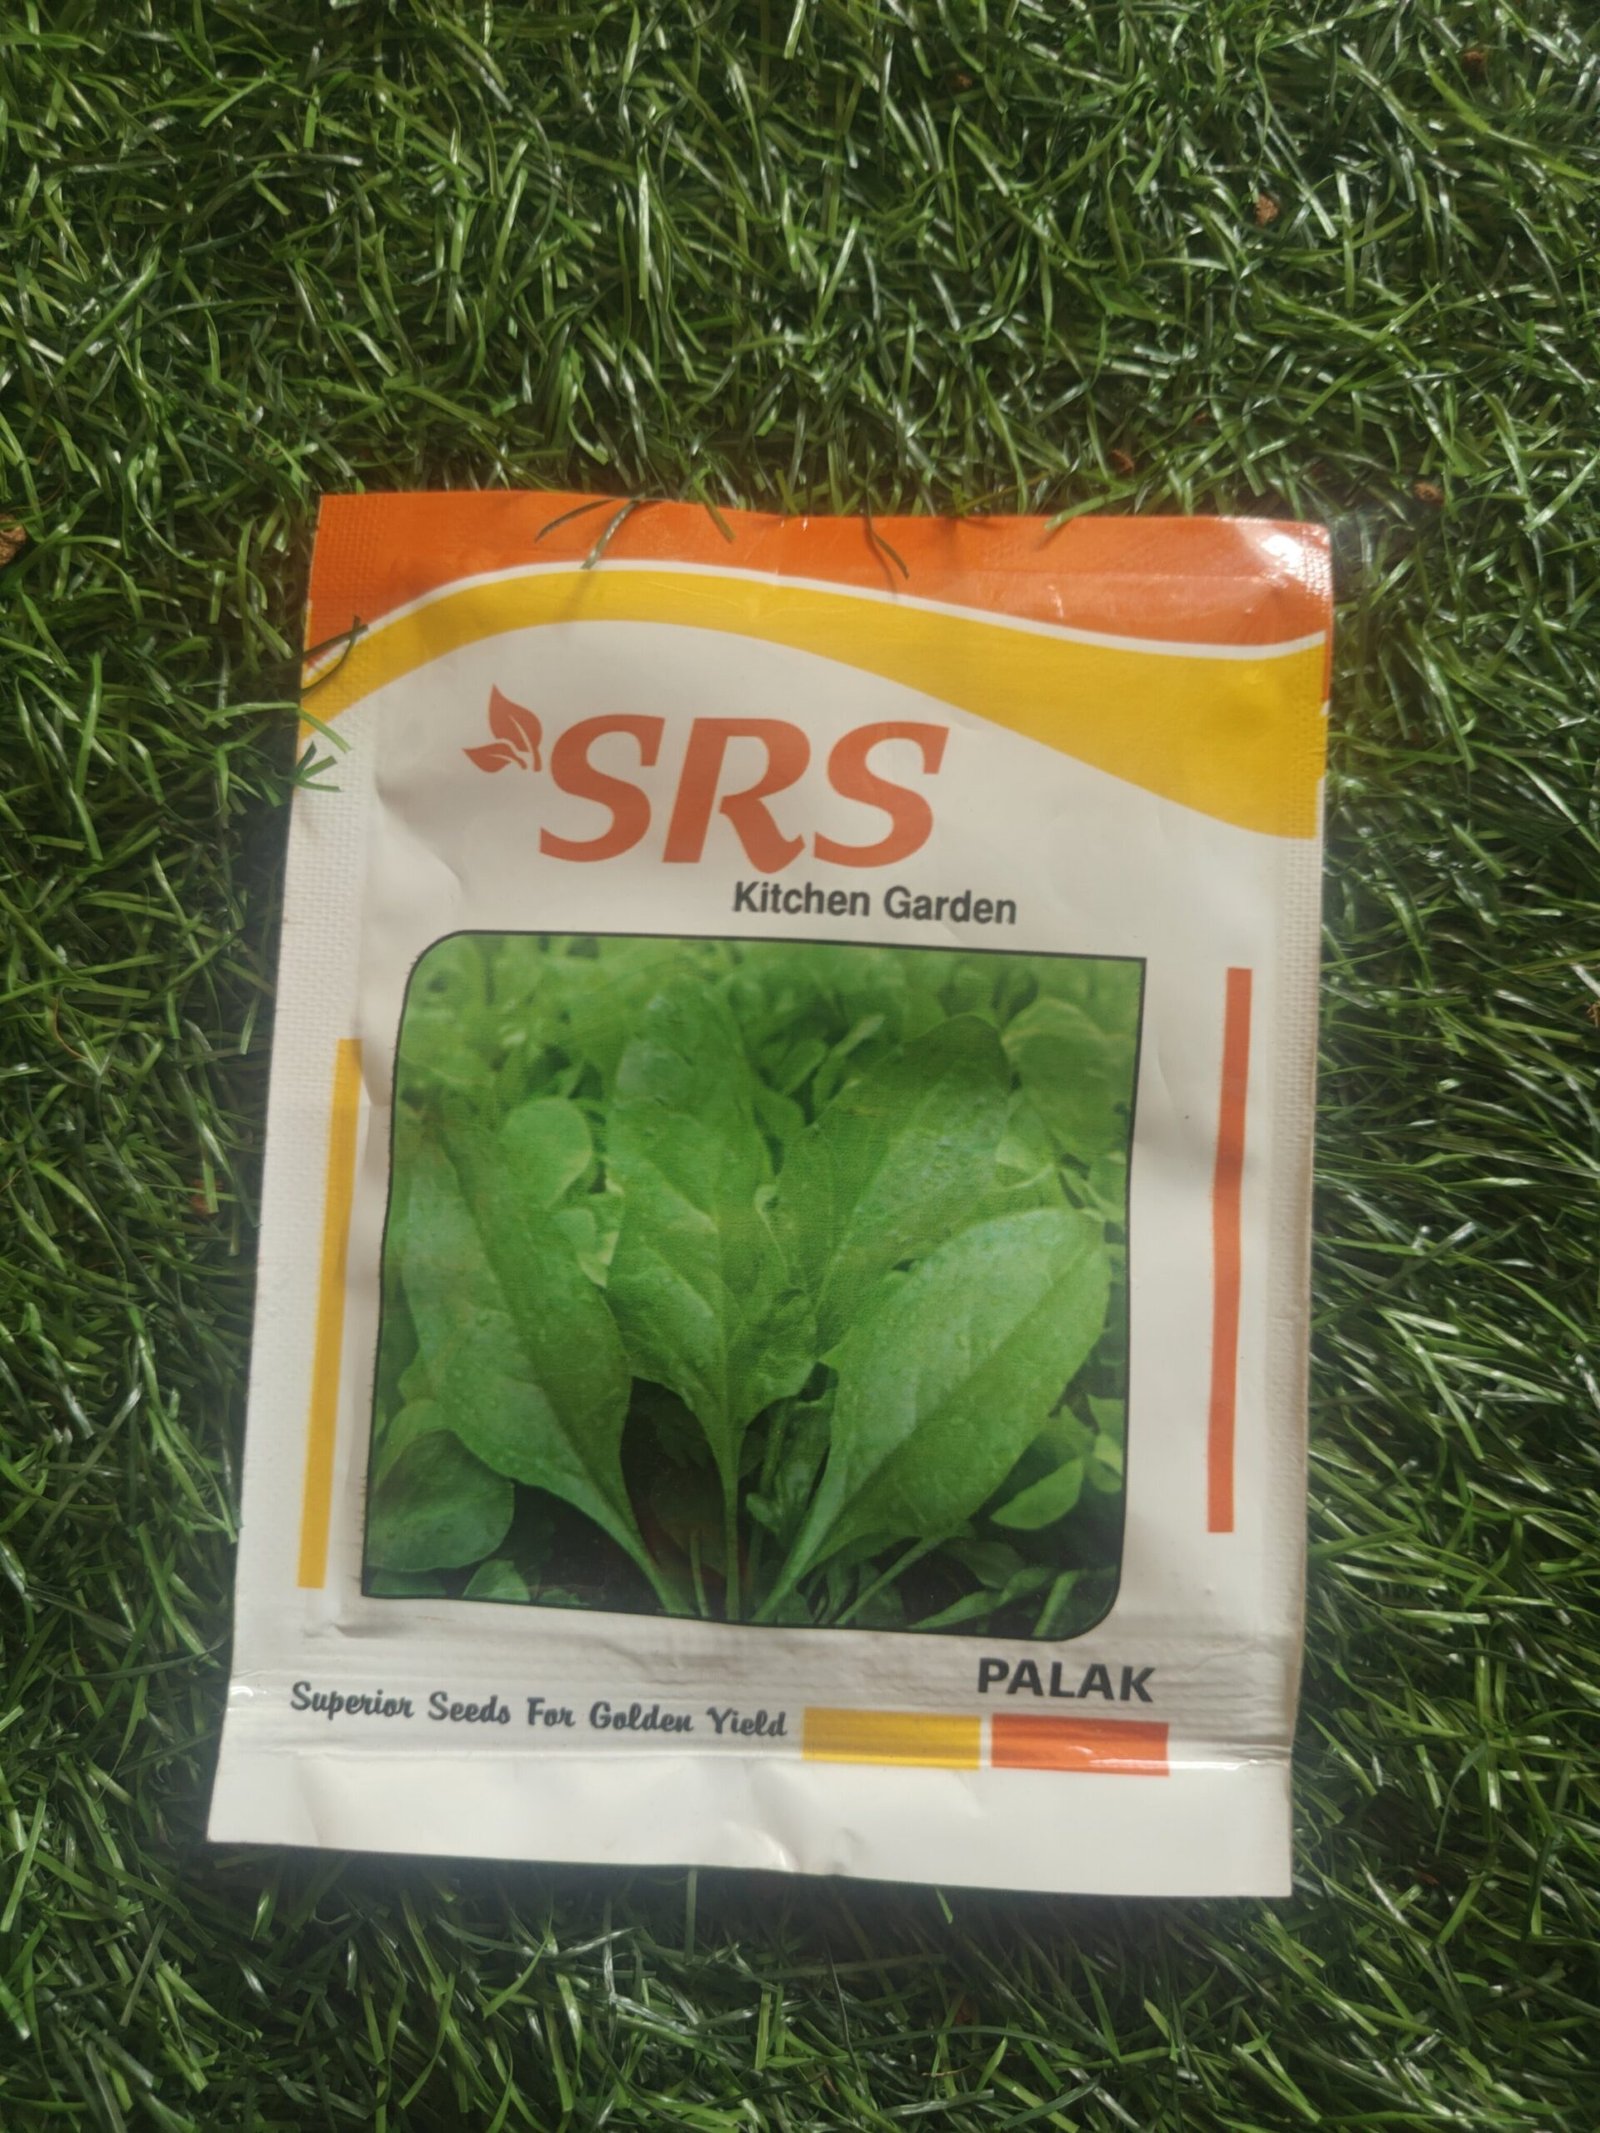 SRS
Kitchen Garden
PALAK
Superior Seeds For Golden Yield